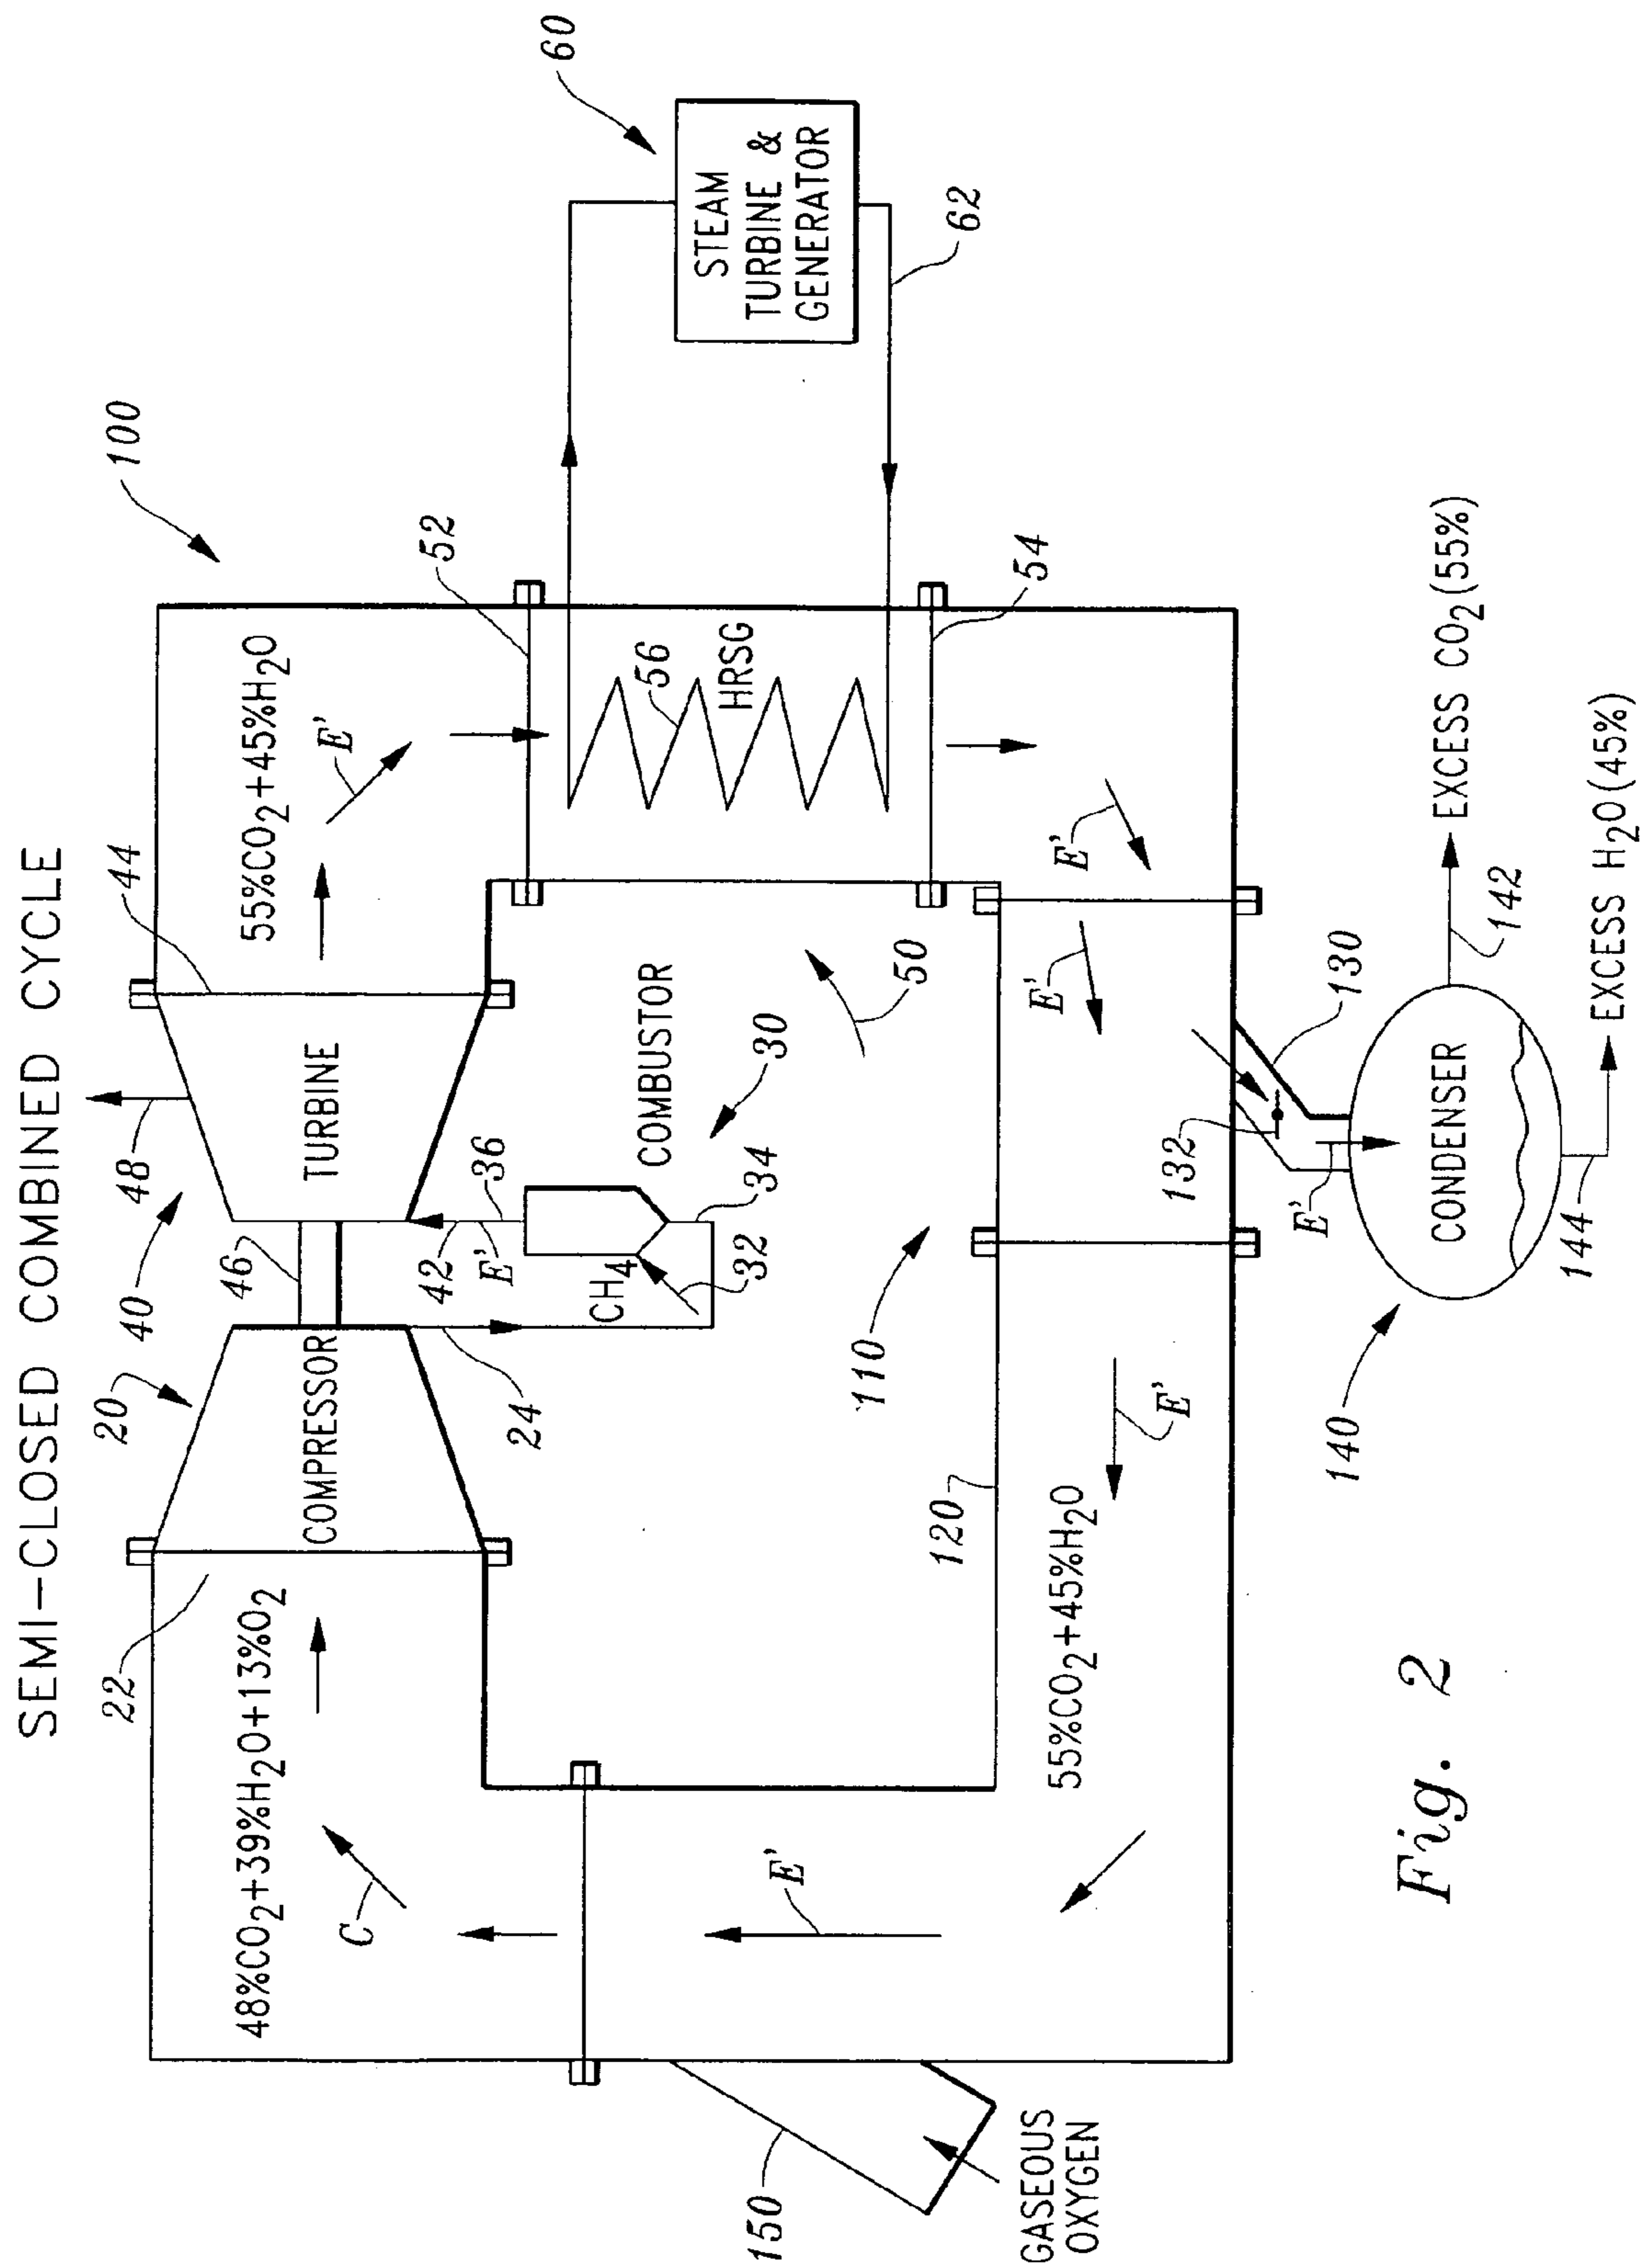 SEMI-CLOSED COMBINED CYCLE
100
60
22
20
40
48
44
46
48%CO2+39%H2O+13%O2
COMPRESSOR
TURBINE
55%CO2+45%H2O
C
E'
52
24
42
E'
36
CH4
32
34
COMBUSTOR
30
56
HRSG
STEAM
TURBINE &
GENERATOR
62
E'
110
50
54
120
E'
E'
55%CO2+45%H2O
E'
150
GASEOUS
OXYGEN
132
130
E'
140
CONDENSER
142
EXCESS CO2(55%)
144
EXCESS H2O(45%)
Fig. 2